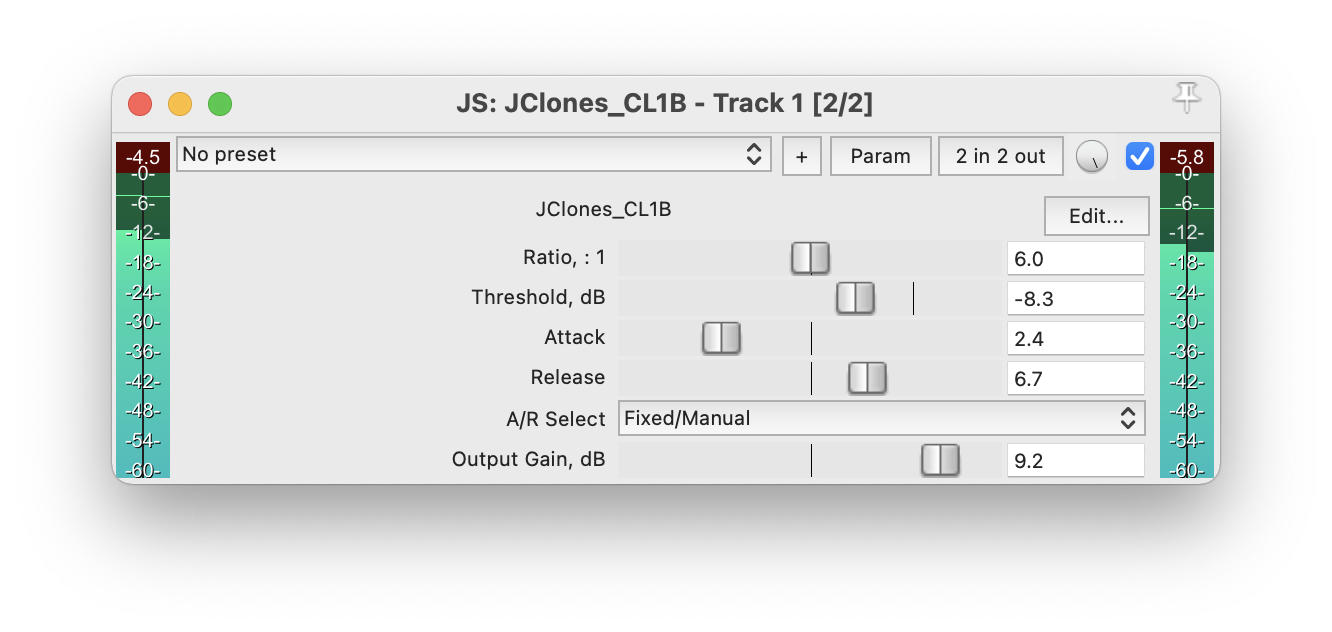 JS: JClones_CL1B - Track 1 [2/2]
-4.5 No preset + Param 2 in 2 out -5.8
-0- -0-
-6- JClones_CL1B Edit... -6-
-12- -12-
-18- Ratio, : 1 6.0 -18-
-24- Threshold, dB -8.3 -24-
-30- -30-
-36- Attack 2.4 -36-
-42- Release 6.7 -42-
-48- A/R Select Fixed/Manual -48-
-54- -54-
-60- Output Gain, dB 9.2 -60-